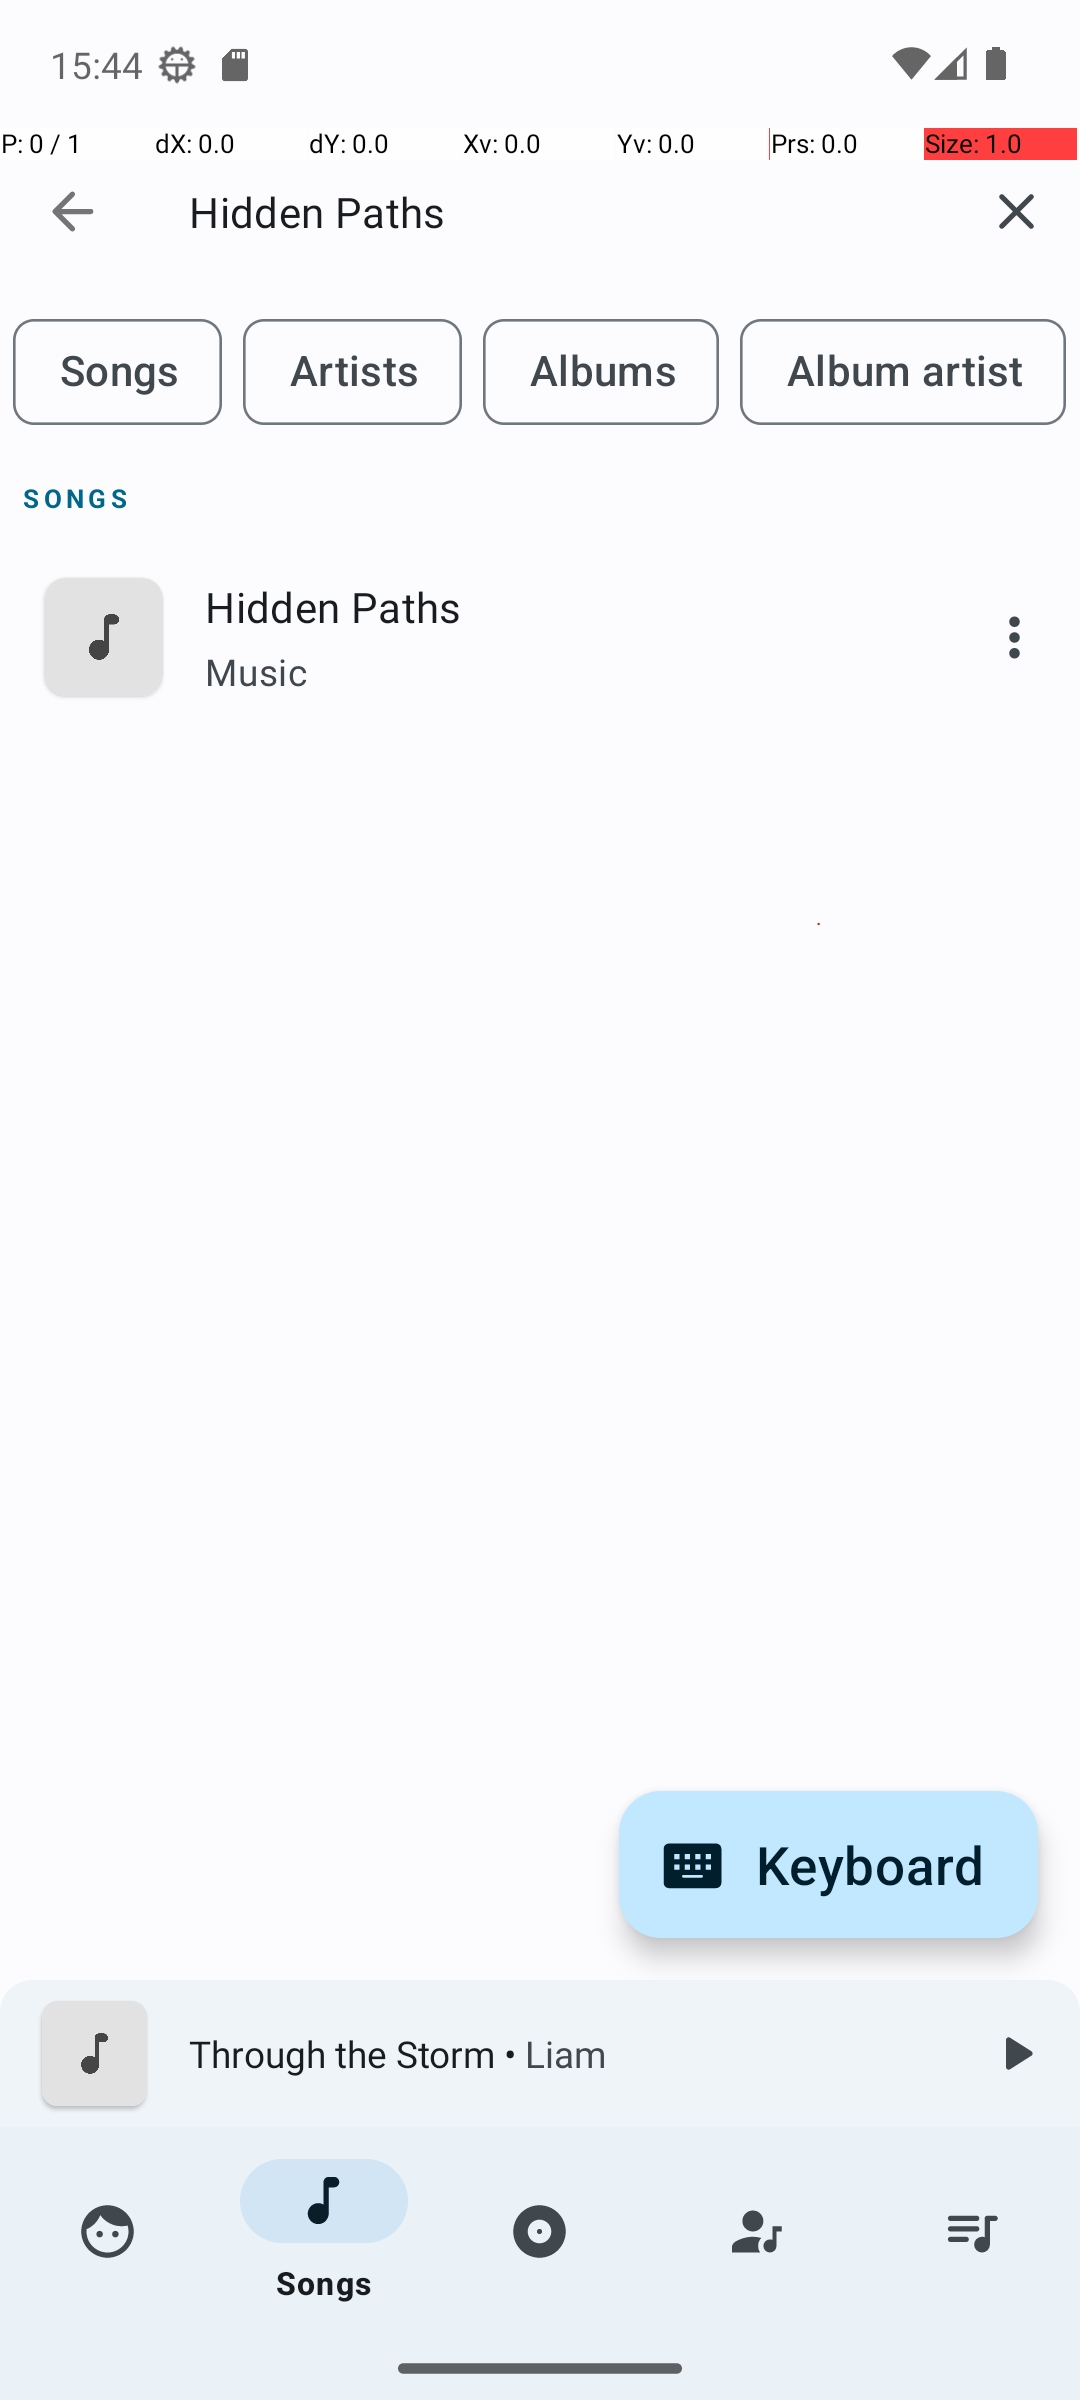 15:44
P: 0 / 1 dX: 0.0 dY: 0.0 Xv: 0.0 Yv: 0.0 Prs: 0.0 Size: 1.0
Hidden Paths
Songs Artists Albums Album artist
SONGS
Hidden Paths
Music
Keyboard
Through the Storm • Liam
Songs